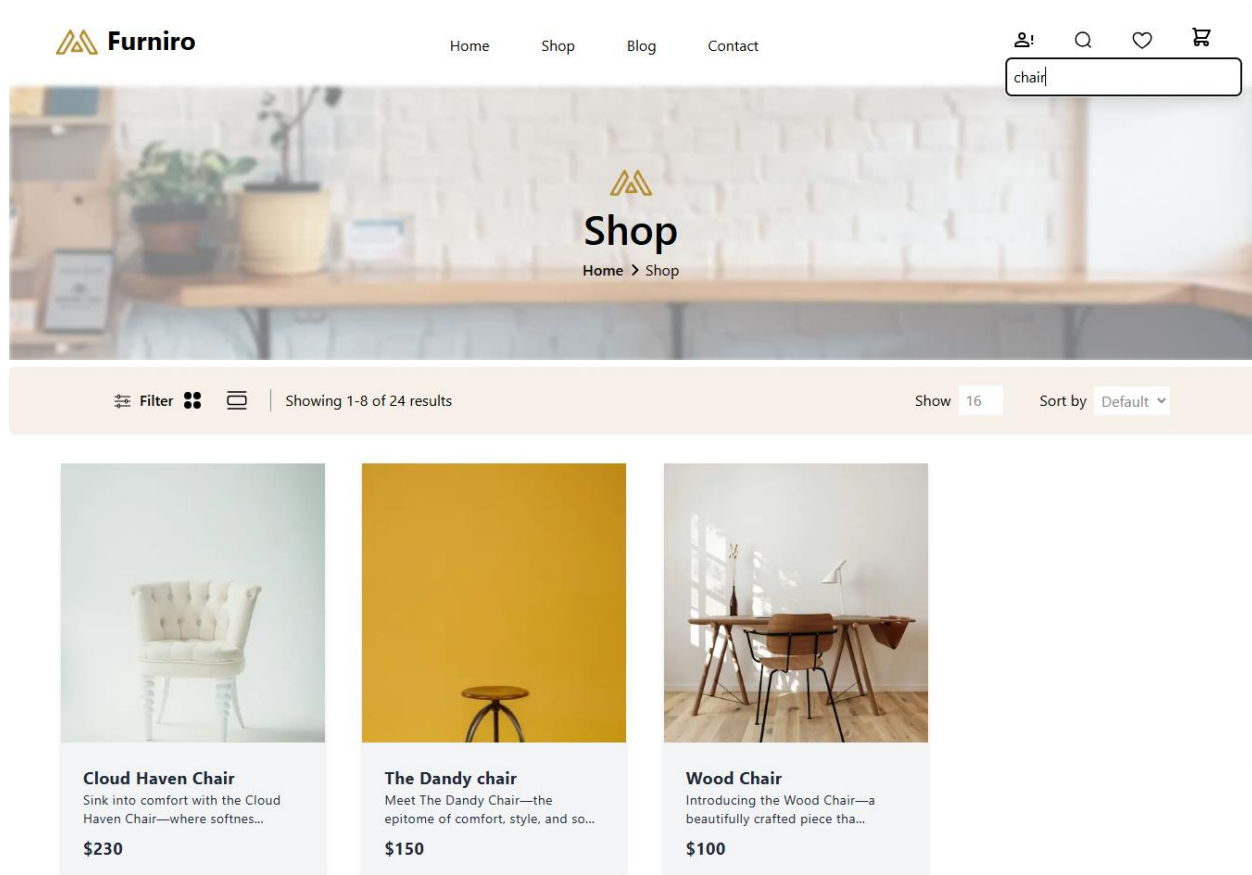 Furniro
Home Shop Blog Contact
chair
Shop
Home > Shop
Filter Showing 1-8 of 24 results Show 16 Sort by Default
Cloud Haven Chair
Sink into comfort with the Cloud
Haven Chair—where softnes...
$230
The Dandy chair
Meet The Dandy Chair—the
epitome of comfort, style, and so...
$150
Wood Chair
Introducing the Wood Chair—a
beautifully crafted piece tha...
$100